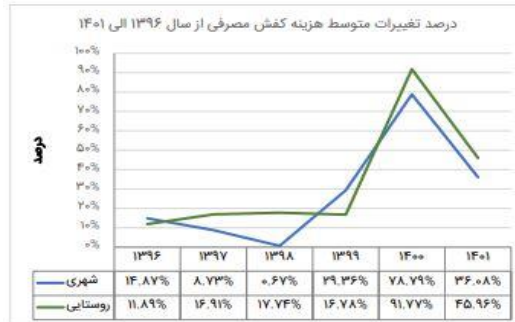 درصد تغییرات متوسط هزینه کفش مصرفی از سال ۱۳۹۶ الی ۱۴۰۱
۱۰۰%
۹۰%
۸۰%
۷۰%
۶۰%
۵۰%
۴۰%
۳۰%
۲۰%
۱۰%
۰%
درصد
۱۳۹۶ ۱۳۹۷ ۱۳۹۸ ۱۳۹۹ ۱۴۰۰ ۱۴۰۱
شهری ۱۴.۸۷% ۸.۷۳% ۰.۶۷% ۲۹.۳۶% ۷۸.۷۹% ۳۶.۰۸%
روستایی ۱۱.۸۹% ۱۶.۹۱% ۱۷.۷۴% ۱۶.۷۸% ۹۱.۷۷% ۴۵.۹۶%